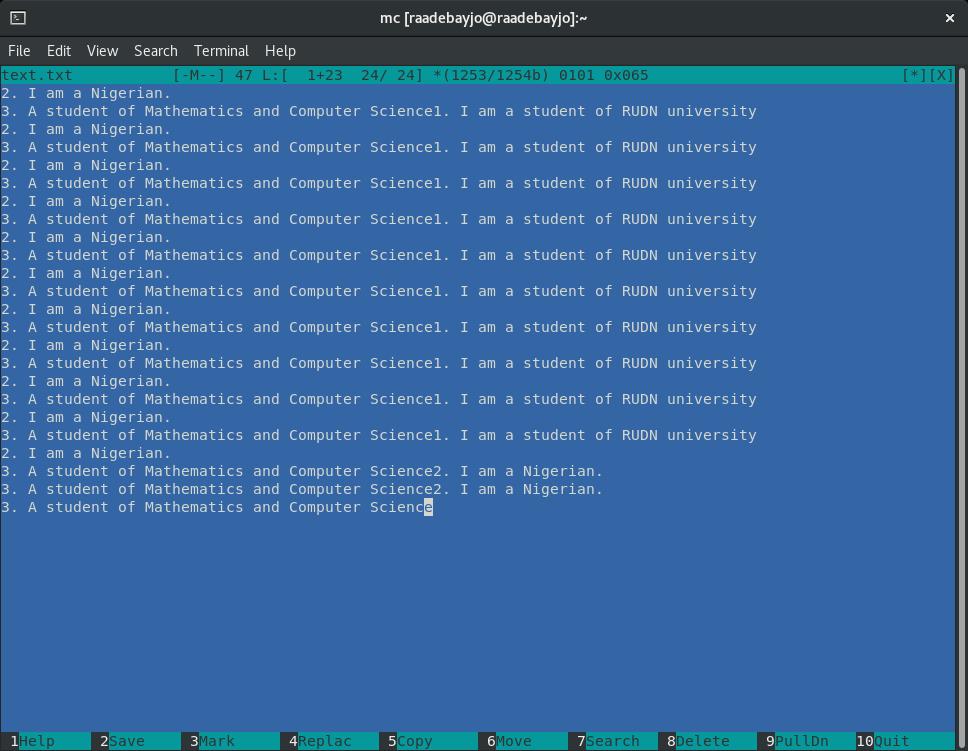 mc [raadebayjo@raadebayjo]:~
File Edit View Search Terminal Help
text.txt [-M--] 47 L:[ 1+23 24/ 24] *(1253/1254b) 0101 0x065 [*][X]
2. I am a Nigerian.
3. A student of Mathematics and Computer Science1. I am a student of RUDN university
2. I am a Nigerian.
3. A student of Mathematics and Computer Science1. I am a student of RUDN university
2. I am a Nigerian.
3. A student of Mathematics and Computer Science1. I am a student of RUDN university
2. I am a Nigerian.
3. A student of Mathematics and Computer Science1. I am a student of RUDN university
2. I am a Nigerian.
3. A student of Mathematics and Computer Science1. I am a student of RUDN university
2. I am a Nigerian.
3. A student of Mathematics and Computer Science1. I am a student of RUDN university
2. I am a Nigerian.
3. A student of Mathematics and Computer Science1. I am a student of RUDN university
2. I am a Nigerian.
3. A student of Mathematics and Computer Science1. I am a student of RUDN university
2. I am a Nigerian.
3. A student of Mathematics and Computer Science1. I am a student of RUDN university
2. I am a Nigerian.
3. A student of Mathematics and Computer Science1. I am a student of RUDN university
2. I am a Nigerian.
3. A student of Mathematics and Computer Science2. I am a Nigerian.
3. A student of Mathematics and Computer Science2. I am a Nigerian.
3. A student of Mathematics and Computer Science
1Help 2Save 3Mark 4Replac 5Copy 6Move 7Search 8Delete 9PullDn 10Quit